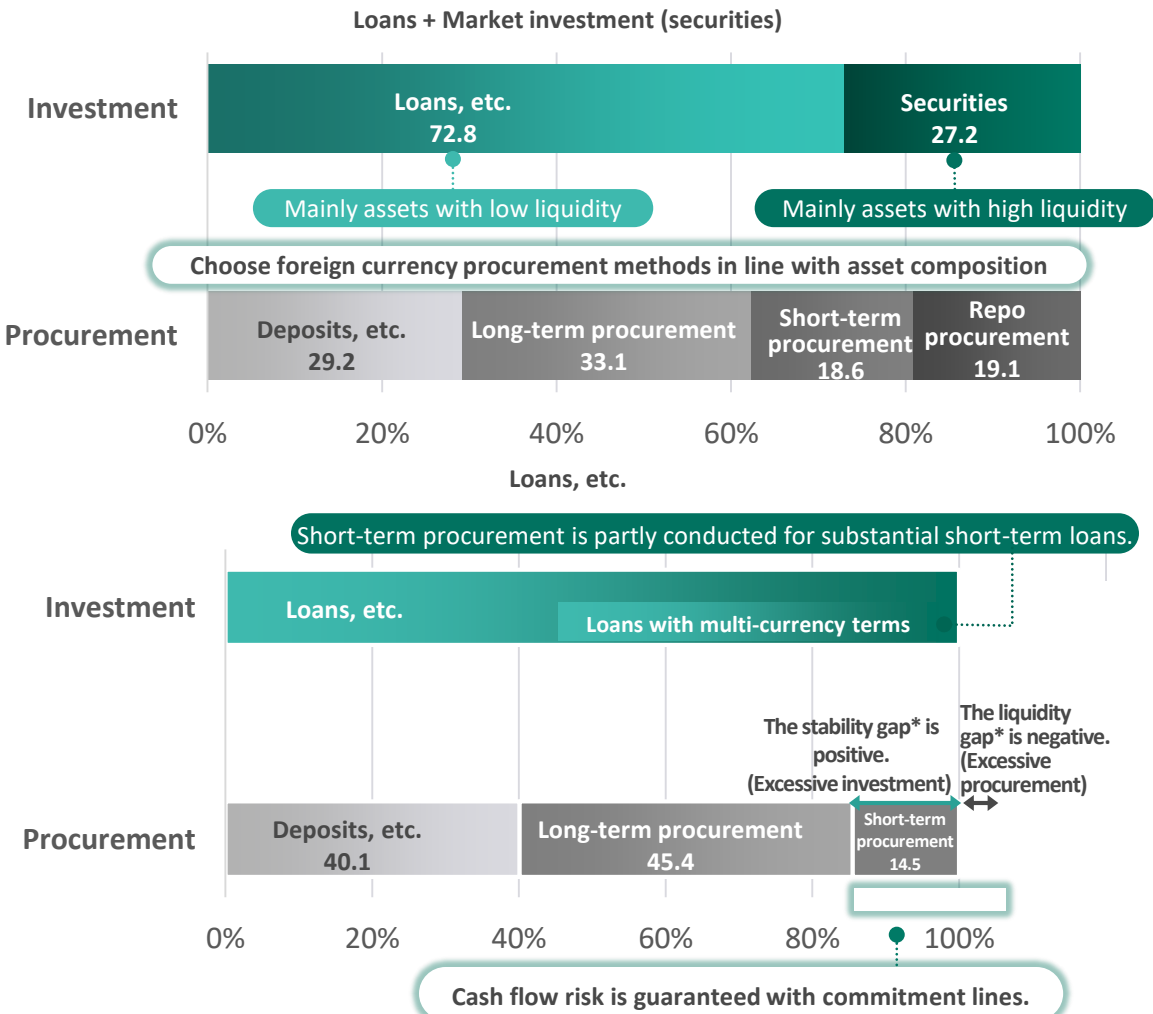 Loans + Market investment (securities)
Investment
Loans, etc.
72.8
Securities
27.2
Mainly assets with low liquidity
Mainly assets with high liquidity
Choose foreign currency procurement methods in line with asset composition
Procurement
Deposits, etc.
29.2
Long-term procurement
33.1
Short-term
procurement
18.6
Repo
procurement
19.1
0%
20%
40%
60%
80%
100%
Loans, etc.
Short-term procurement is partly conducted for substantial short-term loans.
Investment
Loans, etc.
Loans with multi-currency terms
The stability gap* is
positive.
(Excessive investment)
The liquidity
gap* is negative.
(Excessive
procurement)
Procurement
Deposits, etc.
40.1
Long-term procurement
45.4
Short-term
procurement
14.5
0%
20%
40%
60%
80%
100%
Cash flow risk is guaranteed with commitment lines.